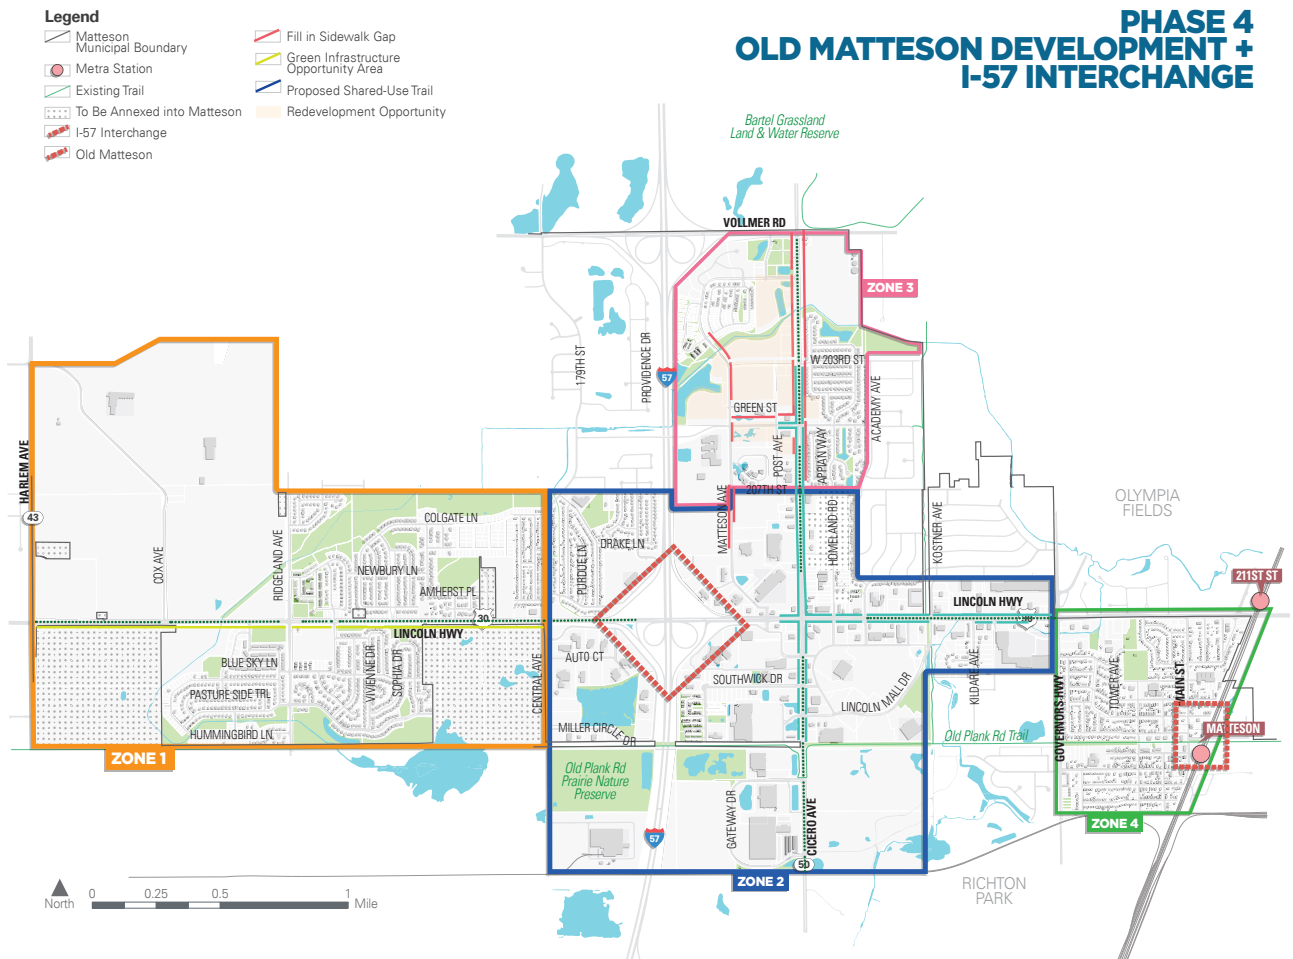 PHASE 4
OLD MATTESON DEVELOPMENT +
I-57 INTERCHANGE
Legend
Matteson
Municipal Boundary
Metra Station
Existing Trail
To Be Annexed into Matteson
I-57 Interchange
Old Matteson
Fill in Sidewalk Gap
Green Infrastructure
Opportunity Area
Proposed Shared-Use Trail
Redevelopment Opportunity
Bartel Grassland
Land & Water Reserve
VOLLMER RD
ZONE 3
179TH ST
PROVIDENCE DR
57
W 203RD ST
ACADEMY AVE
GREEN ST
POST AVE
APPIAN WAY
207TH ST
MATTESON AVE
HARLEM AVE
43
COX AVE
RIDGELAND AVE
COLGATE LN
NEWBURY LN
AMHERST PL
30
LINCOLN HWY
BLUE SKY LN
VIVIENNE DR
SOPHIA DR
PASTURE SIDE TRL
HUMMINGBIRD LN
ZONE 1
CENTRAL AVE
DRAKE LN
PURDUE LN
HOMELAND RD
KOSTNER AVE
OLYMPIA
FIELDS
LINCOLN HWY
30
211ST ST
AUTO CT
SOUTHWICK DR
LINCOLN MALL DR
KILDARE AVE
GOVERNORS HWY
TOWER AVE
MAIN ST
MATTESON
MILLER CIRCLE DR
Old Plank Rd Trail
Old Plank Rd
Prairie Nature
Preserve
GATEWAY DR
CICERO AVE
57
50
ZONE 4
ZONE 2
RICHTON
PARK
North
0
0.25
0.5
1
Mile